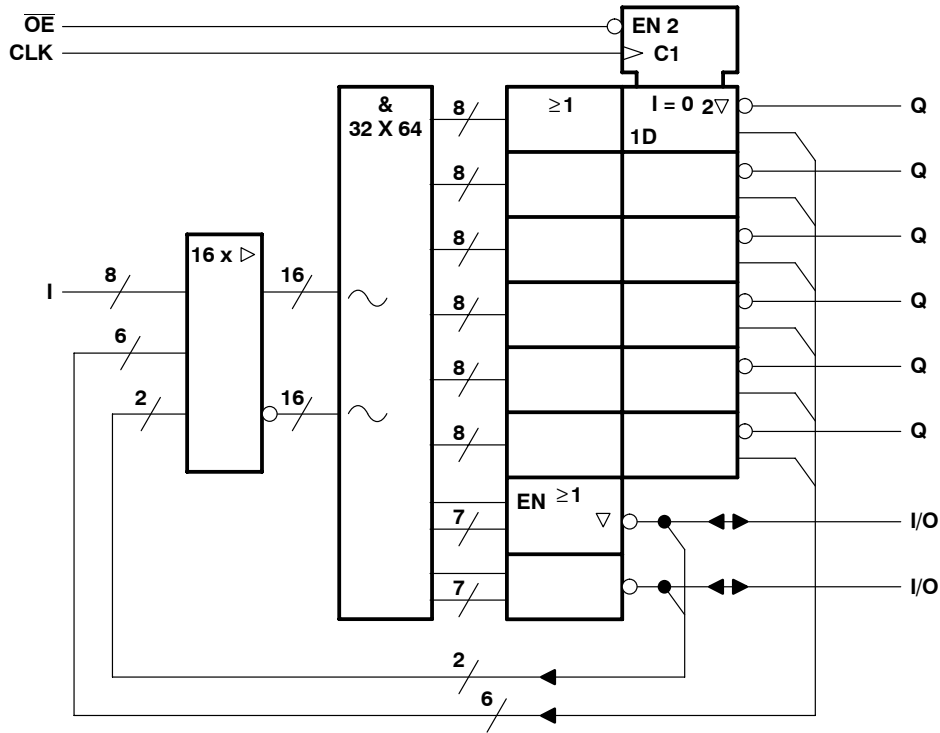 OE
EN 2
CLK
C1
&
32 X 64
8
≥1
I = 0 2▽
1D
Q
8
Q
8
Q
16 x ▷
I
8
16
8
Q
6
8
Q
2
16
8
Q
EN ≥1
▽
7
I/O
7
I/O
2
6